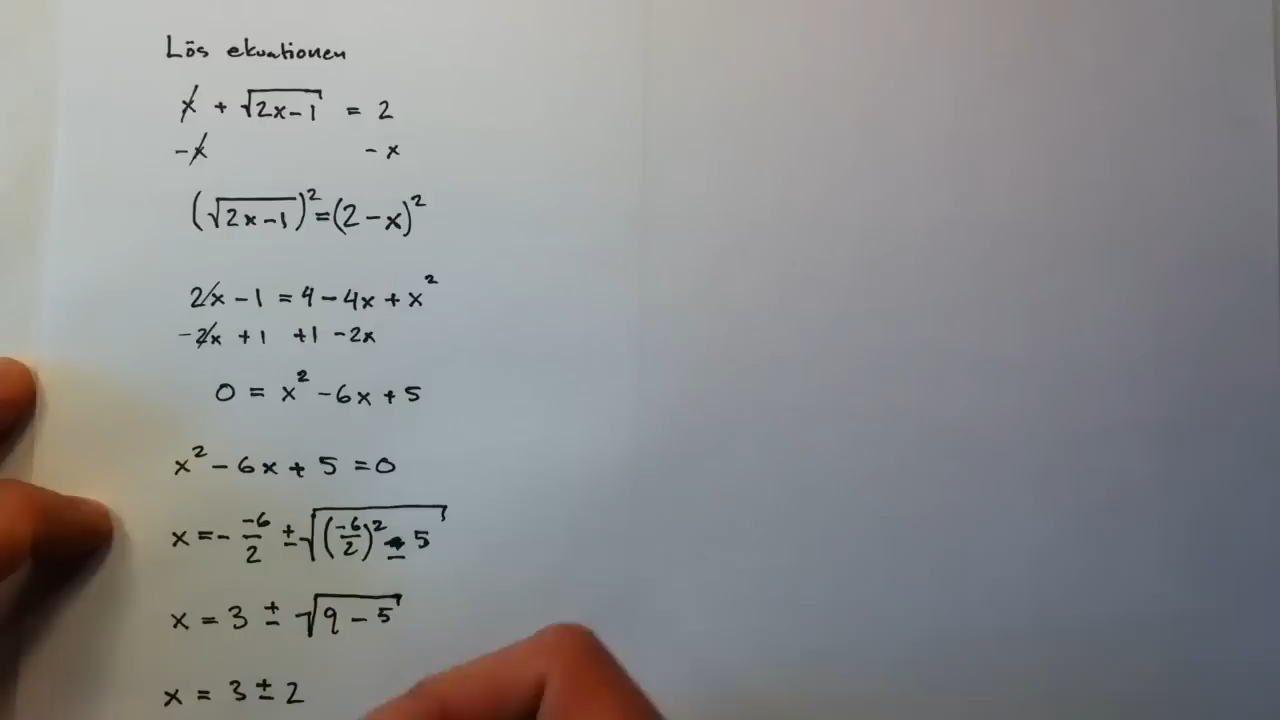 Lös ekvationen
x + √(2x-1) = 2
-x -x
(√(2x-1))² = (2-x)²
2x - 1 = 4 - 4x + x²
-2x + 1 +1 - 2x
0 = x² - 6x + 5
x² - 6x + 5 = 0
x = - -6/2 ± √((-6/2)² - 5)
x = 3 ± √(9 - 5)
x = 3 ± 2